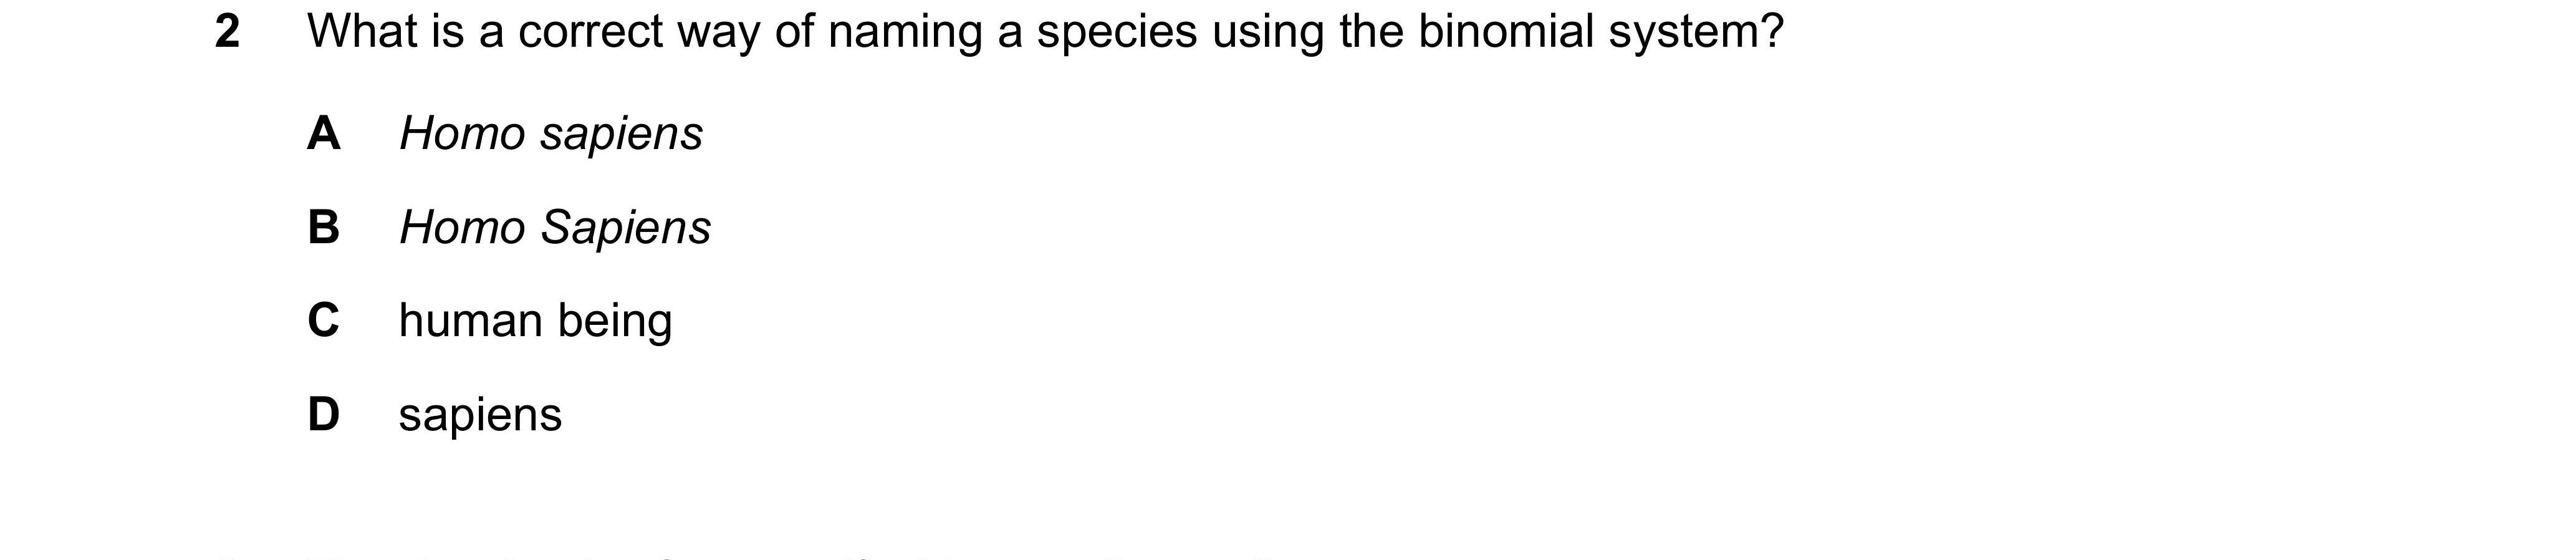 2 What is a correct way of naming a species using the binomial system?
A Homo sapiens
B Homo Sapiens
C human being
D sapiens